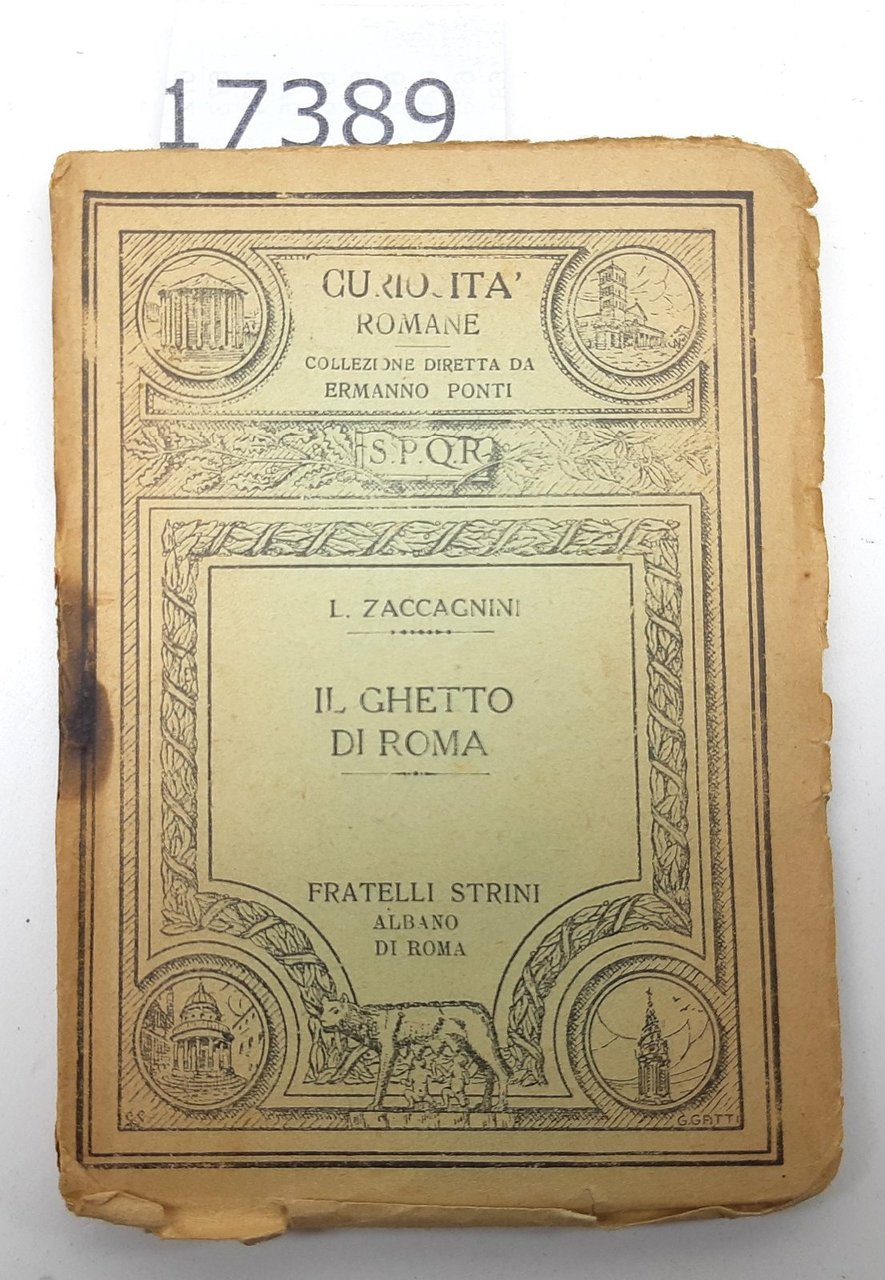 17389
CURIOSITA'
ROMANE
COLLEZIONE DIRETTA DA
ERMANNO PONTI
S.P.Q.R.
L. ZACCAGNINI
IL GHETTO
DI ROMA
FRATELLI STRINI
ALBANO
DI ROMA
G.GATTI